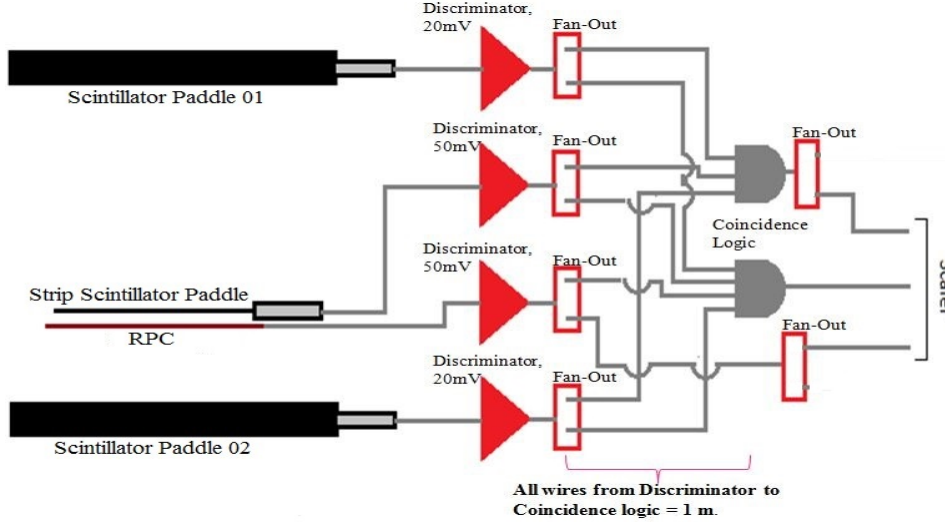 Discriminator,
20mV
Fan-Out
Scintillator Paddle 01
Discriminator,
50mV
Fan-Out
Fan-Out
Coincidence
Logic
Discriminator,
50mV
Fan-Out
Strip Scintillator Paddle
RPC
Fan-Out
Discriminator,
20mV
Fan-Out
Scintillator Paddle 02
All wires from Discriminator to
Coincidence logic = 1 m.
Scaler